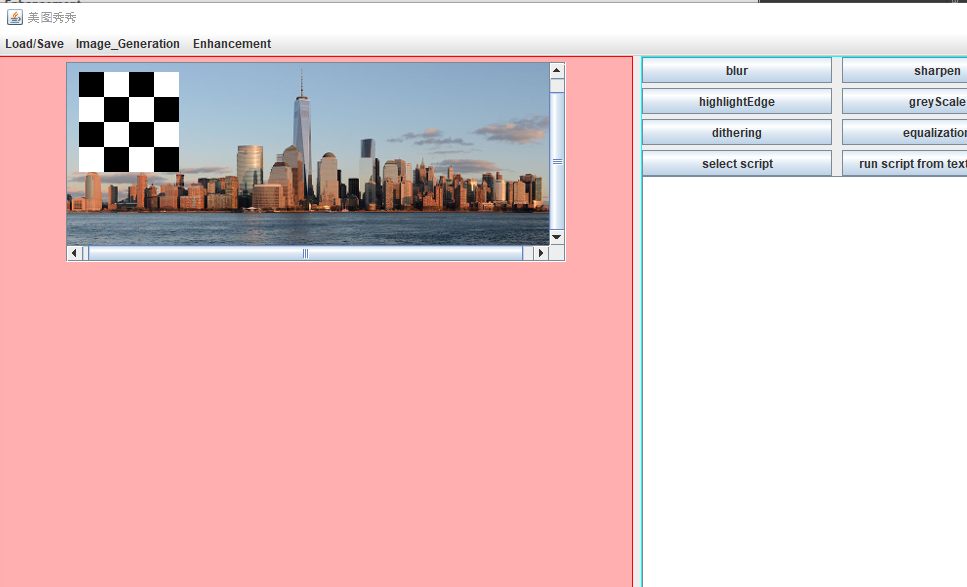 美图秀秀
Load/Save Image_Generation Enhancement
blur sharpen
highlightEdge greyScale
dithering equalization
select script run script from text